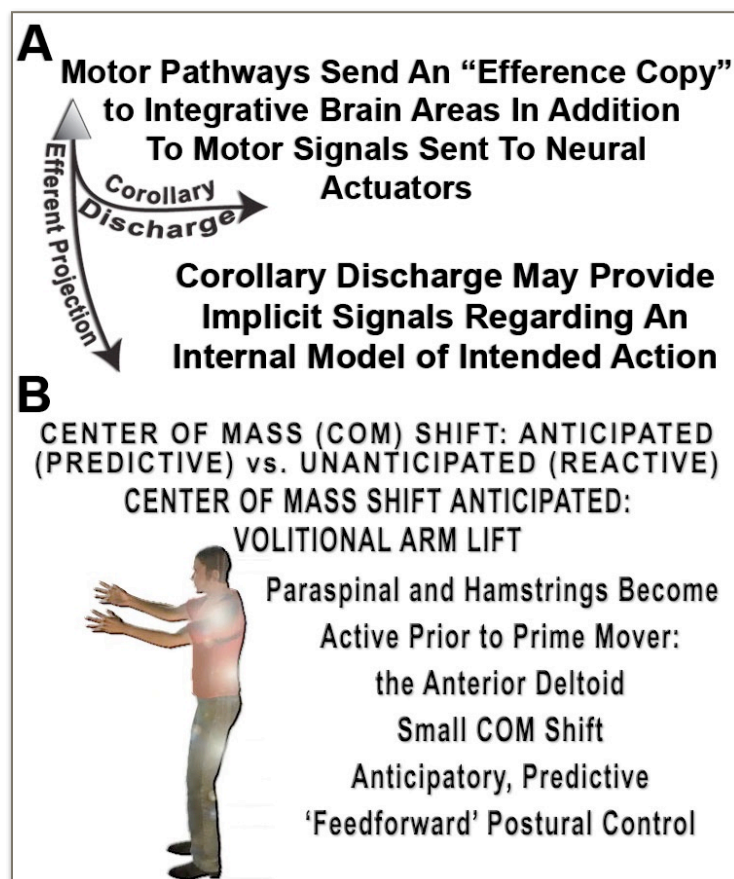 A
Motor Pathways Send An “Efference Copy”
to Integrative Brain Areas In Addition
To Motor Signals Sent To Neural
Actuators
Efferent Projection
Corollary
Discharge
Corollary Discharge May Provide
Implicit Signals Regarding An
Internal Model of Intended Action
B
CENTER OF MASS (COM) SHIFT: ANTICIPATED
(PREDICTIVE) vs. UNANTICIPATED (REACTIVE)
CENTER OF MASS SHIFT ANTICIPATED:
VOLITIONAL ARM LIFT
Paraspinal and Hamstrings Become
Active Prior to Prime Mover:
the Anterior Deltoid
Small COM Shift
Anticipatory, Predictive
‘Feedforward’ Postural Control